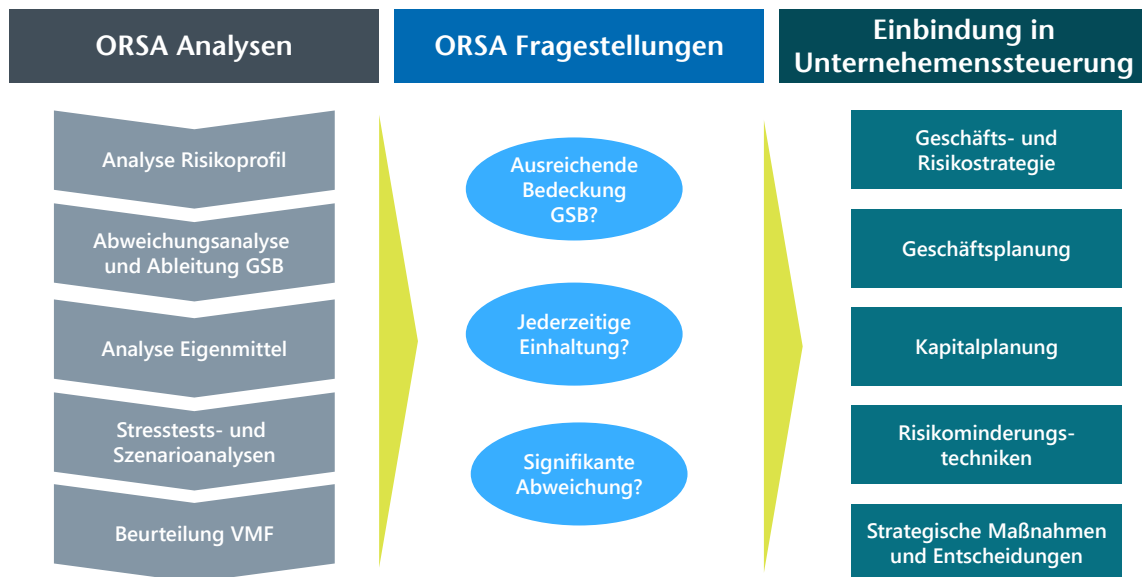 ORSA Analysen
Analyse Risikoprofil
Abweichungsanalyse
und Ableitung GSB
Analyse Eigenmittel
Stresstests- und
Szenarioanalysen
Beurteilung VMF
ORSA Fragestellungen
Ausreichende
Bedeckung
GSB?
Jederzeitige
Einhaltung?
Signifikante
Abweichung?
Einbindung in
Unternehemenssteuerung
Geschäfts- und
Risikostrategie
Geschäftsplanung
Kapitalplanung
Risikominderungs-
techniken
Strategische Maßnahmen
und Entscheidungen